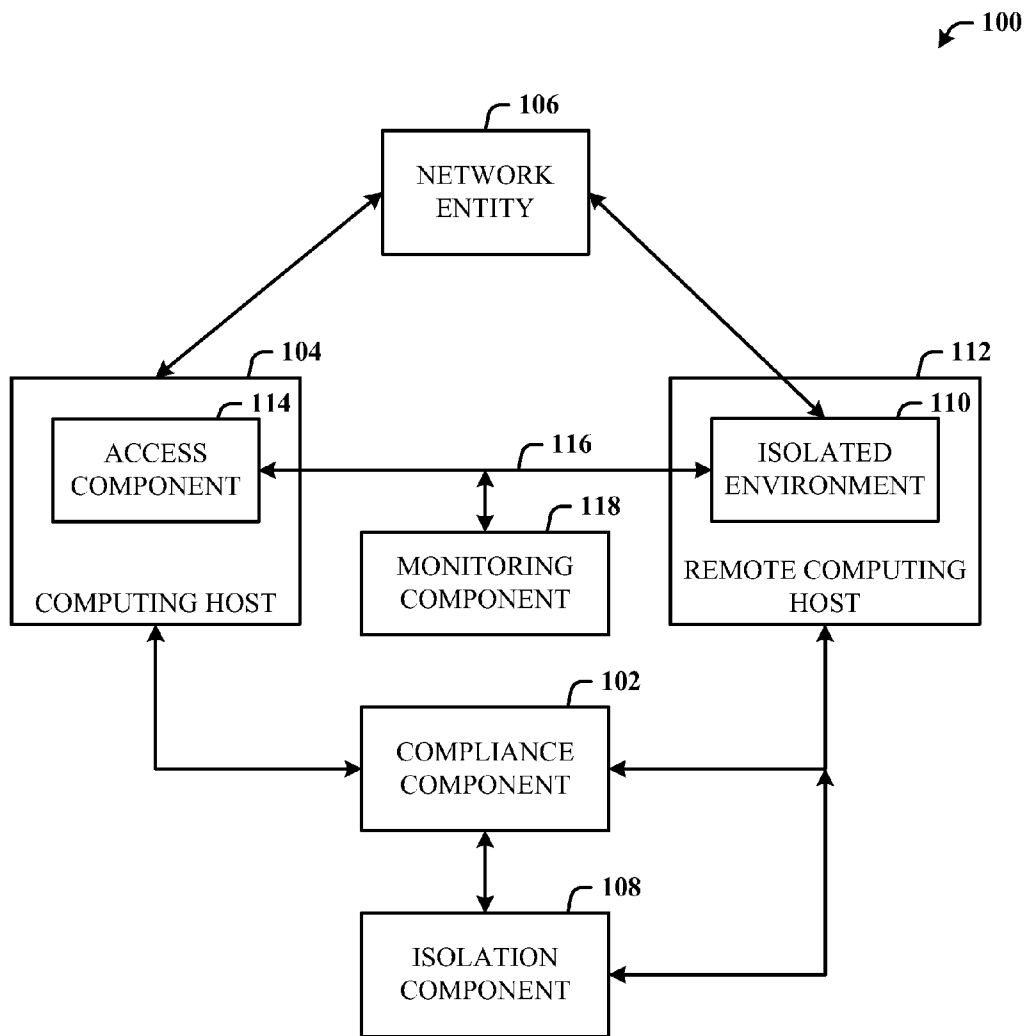 100
106
NETWORK
ENTITY
104
112
114
110
ACCESS
COMPONENT
116
ISOLATED
ENVIRONMENT
118
MONITORING
COMPONENT
COMPUTING HOST
REMOTE COMPUTING
HOST
102
COMPLIANCE
COMPONENT
108
ISOLATION
COMPONENT